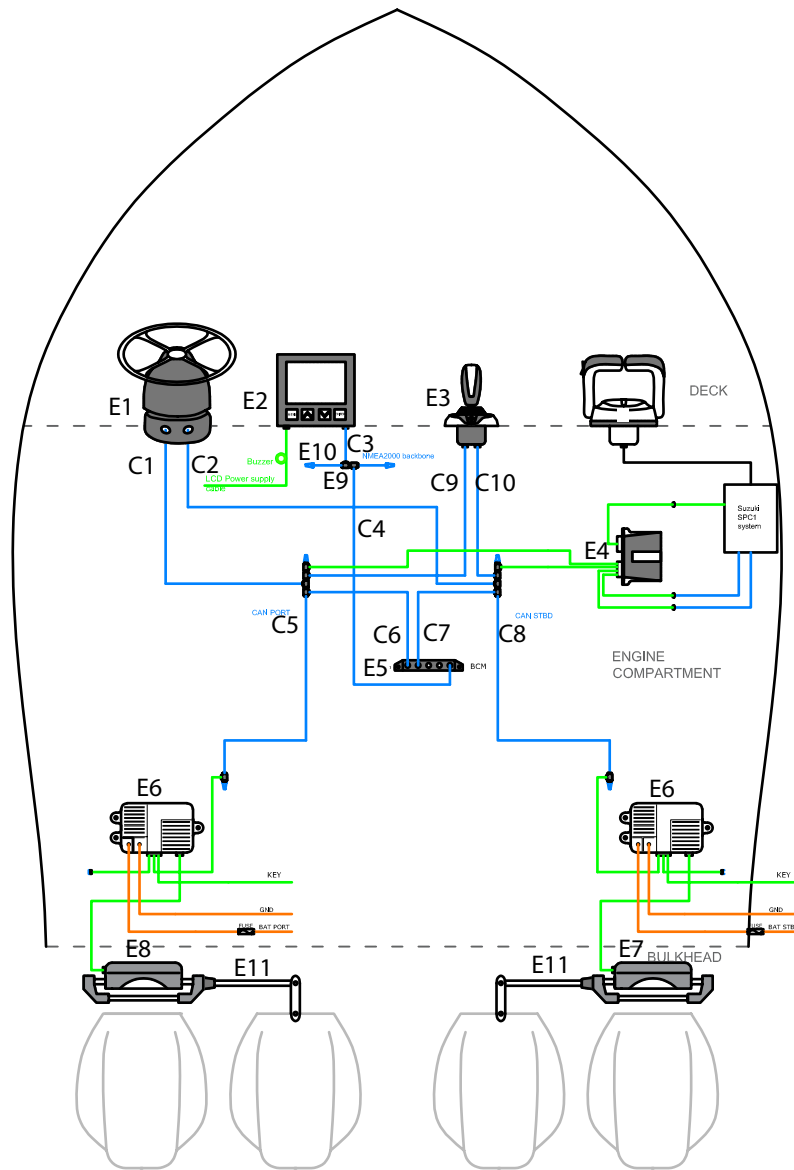 DECK
E1
E2
E3
C1
C2
Buzzer
E10
C3
NMEA2000 backbone
LCD Power supply
cable
E9
C9
C10
C4
Suzuki
SPC1
system
E4
CAN PORT
C5
C6
C7
C8
CAN STBD
E5
BCM
ENGINE
COMPARTMENT
E6
E6
KEY
KEY
GND
GND
FUSE
BAT PORT
BAT STB
BULKHEAD
E8
E11
E11
E7